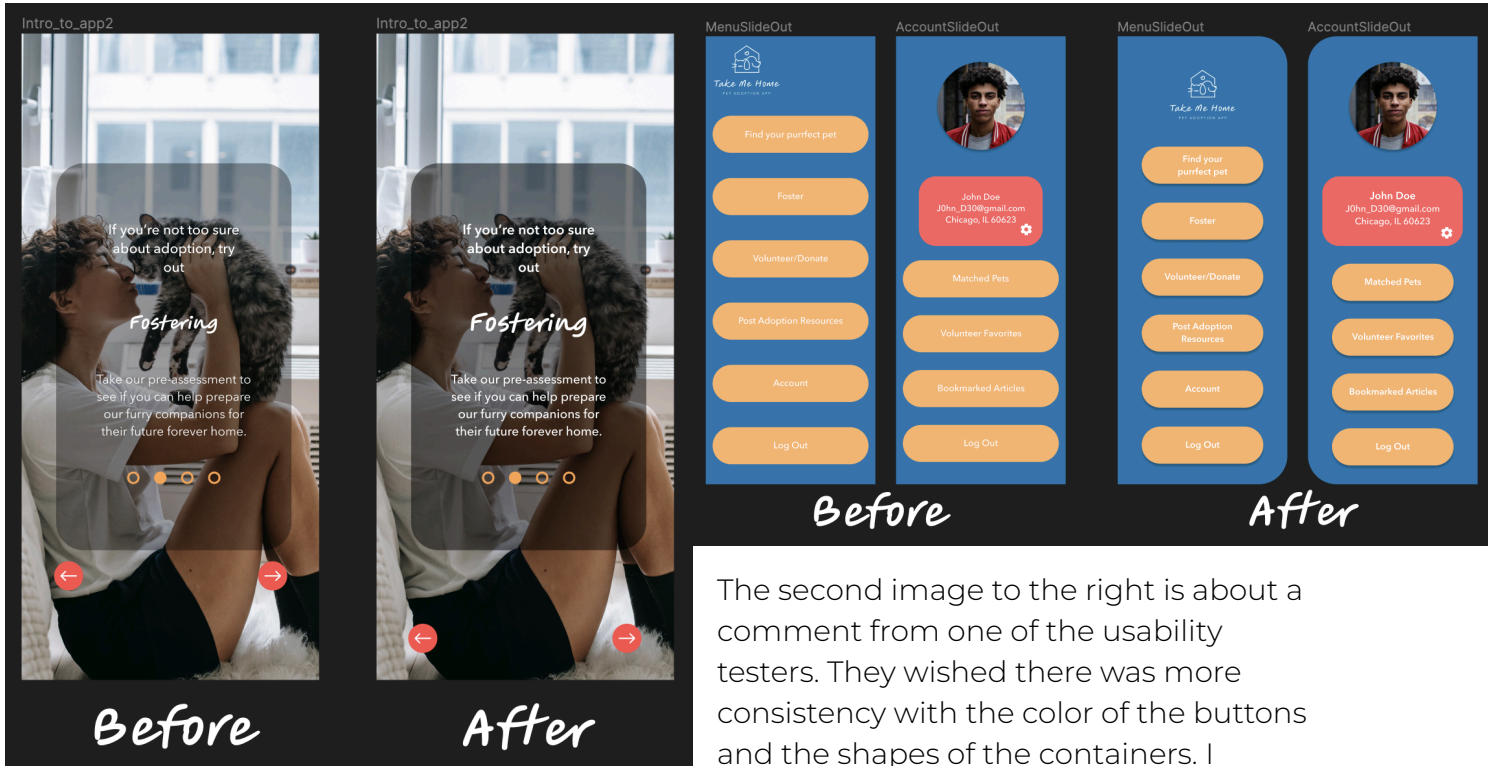 Intro_to_app2
If you're not too sure
about adoption, try
out
Fostering
Take our pre-assessment to
see if you can help prepare
our furry companions for
their future forever home.
Before
Intro_to_app2
If you're not too sure
about adoption, try
out
Fostering
Take our pre-assessment to
see if you can help prepare
our furry companions for
their future forever home.
After
MenuSlideOut
Take Me Home
PET ADOPTION APP
Find your purrfect pet
Foster
Volunteer/Donate
Post Adoption Resources
Account
Log Out
AccountSlideOut
John Doe
J0hn_D30@gmail.com
Chicago, IL 60623
Matched Pets
Volunteer Favorites
Bookmarked Articles
Log Out
Before
MenuSlideOut
Take Me Home
PET ADOPTION APP
Find your
purrfect pet
Foster
Volunteer/Donate
Post Adoption
Resources
Account
Log Out
AccountSlideOut
John Doe
J0hn_D30@gmail.com
Chicago, IL 60623
Matched Pets
Volunteer Favorites
Bookmarked Articles
Log Out
After
The second image to the right is about a
comment from one of the usability
testers. They wished there was more
consistency with the color of the buttons
and the shapes of the containers. I